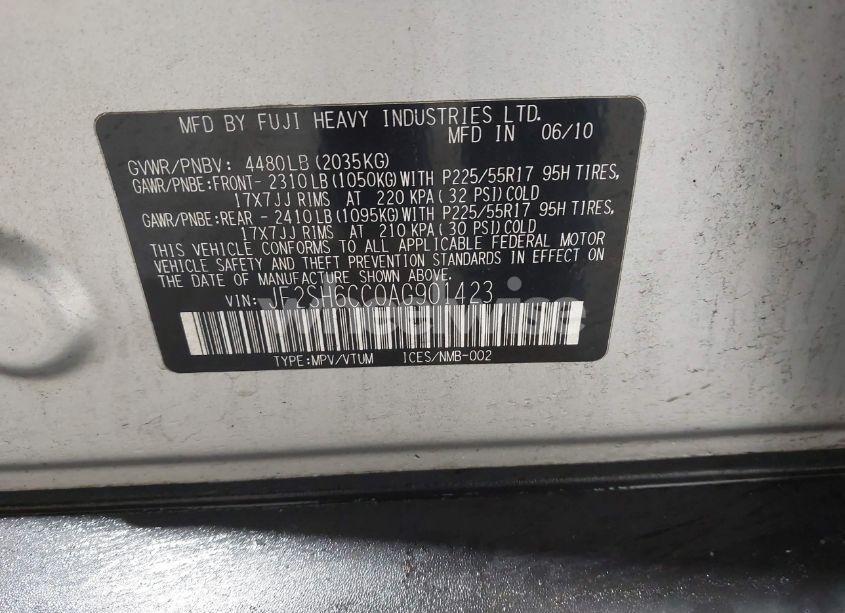 MFD BY FUJI HEAVY INDUSTRIES LTD.
MFD IN 06/10
GVWR/PNBV: 4480LB(2035KG)
GAWR/PNBE:FRONT- 2310LB(1050KG)WITH P225/55R17 95H TIRES,
17X7JJ RIMS AT 220 KPA( 32 PSI)COLD
GAWR/PNBE:REAR - 2410LB(1095KG)WITH P225/55R17 95H TIRES,
17X7JJ RIMS AT 210 KPA( 30 PSI)COLD
THIS VEHICLE CONFORMS TO ALL APPLICABLE FEDERAL MOTOR
VEHICLE SAFETY AND THEFT PREVENTION STANDARDS IN EFFECT ON
THE DATE OF MANUFACTURE SHOWN ABOVE.
VIN: JF2SH6CC0AG901423
TYPE:MPV/VTUM ICES/NMB-002